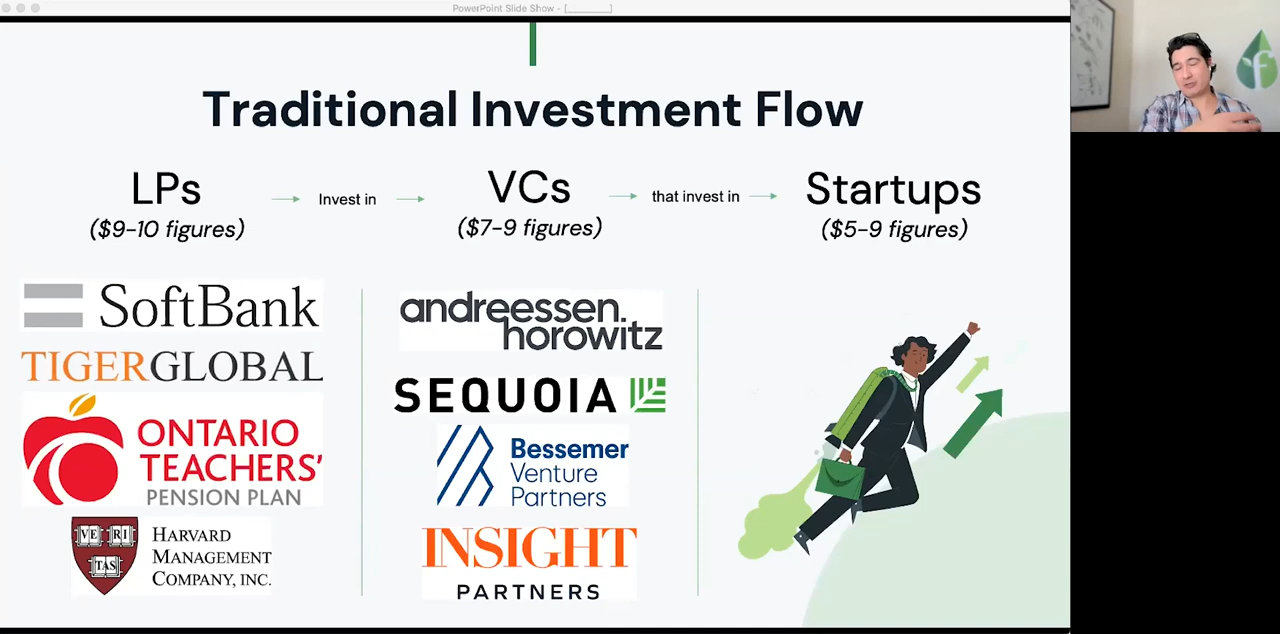 PowerPoint Slide Show - [
]
Traditional Investment Flow
LPs
($9-10 figures)
Invest in
VCs
($7-9 figures)
that invest in
Startups
($5-9 figures)
SoftBank
TIGERGLOBAL
ONTARIO
TEACHERS'
PENSION PLAN
VE RI
TAS
HARVARD
MANAGEMENT
COMPANY, INC.
andreessen.
horowitz
SEQUOIA
Bessemer
Venture
Partners
INSIGHT
PARTNERS
f